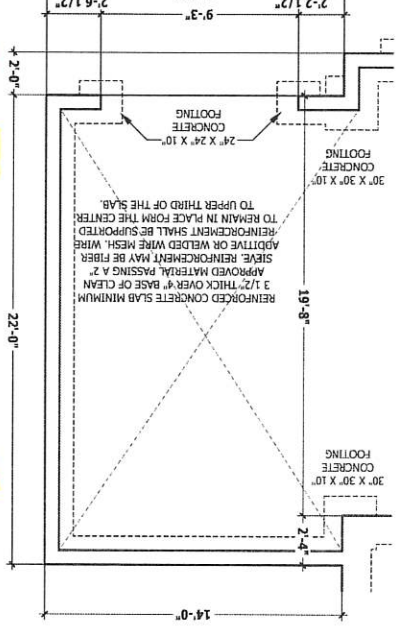 14'-0"
2'-4"
30" X 30" X 10"
CONCRETE
FOOTING
22'-0"
19'-8"
REINFORCED CONCRETE SLAB MINIMUM
3 1/2" THICK OVER 4" BASE OF CLEAN
APPROVED MATERIAL PASSING A 2"
SIEVE. REINFORCEMENT MAY BE FIBER
ADDITIVE OR WELDED WIRE MESH. WIRE
REINFORCEMENT SHALL BE SUPPORTED
TO REMAIN IN PLACE FORM THE CENTER
TO UPPER THIRD OF THE SLAB.
30" X 30" X 10"
CONCRETE
FOOTING
24" X 24" X 10"
CONCRETE
FOOTING
2'-0"
2'-2 1/2"
9'-3"
2'-6 1/2"